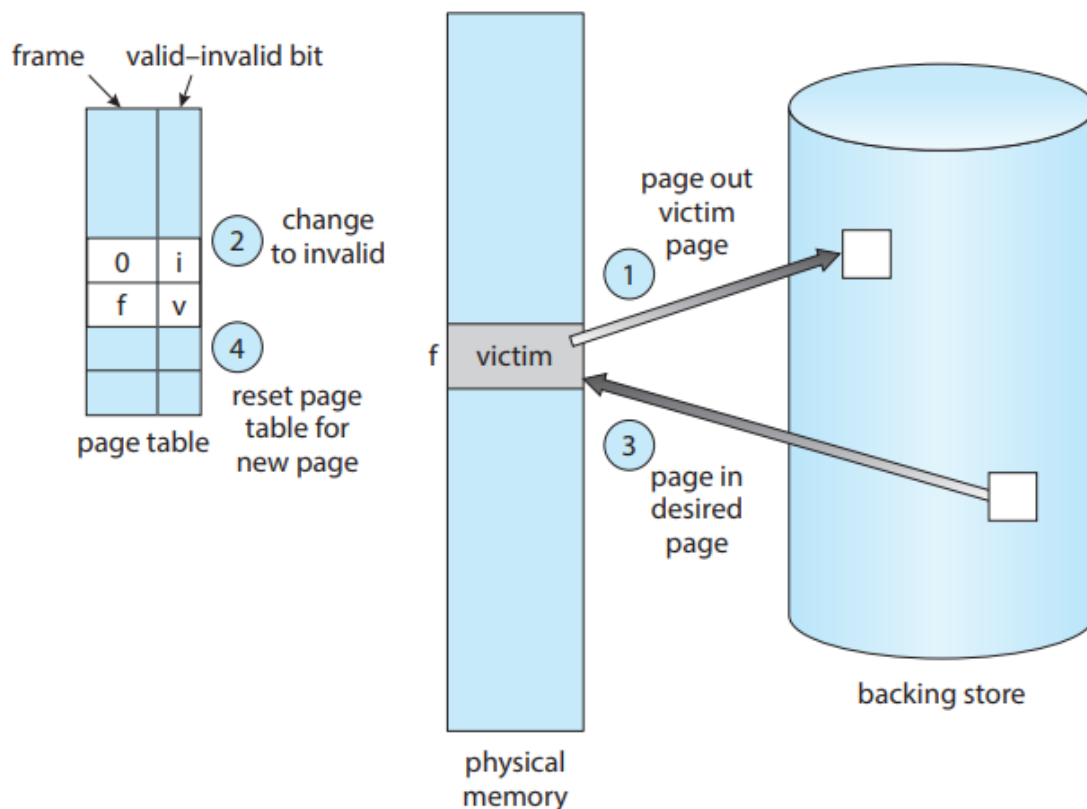 frame
valid–invalid bit
0
i
f
v
2
change
to invalid
4
reset page
table for
new page
page table
f
victim
physical
memory
1
page out
victim
page
3
page in
desired
page
backing store